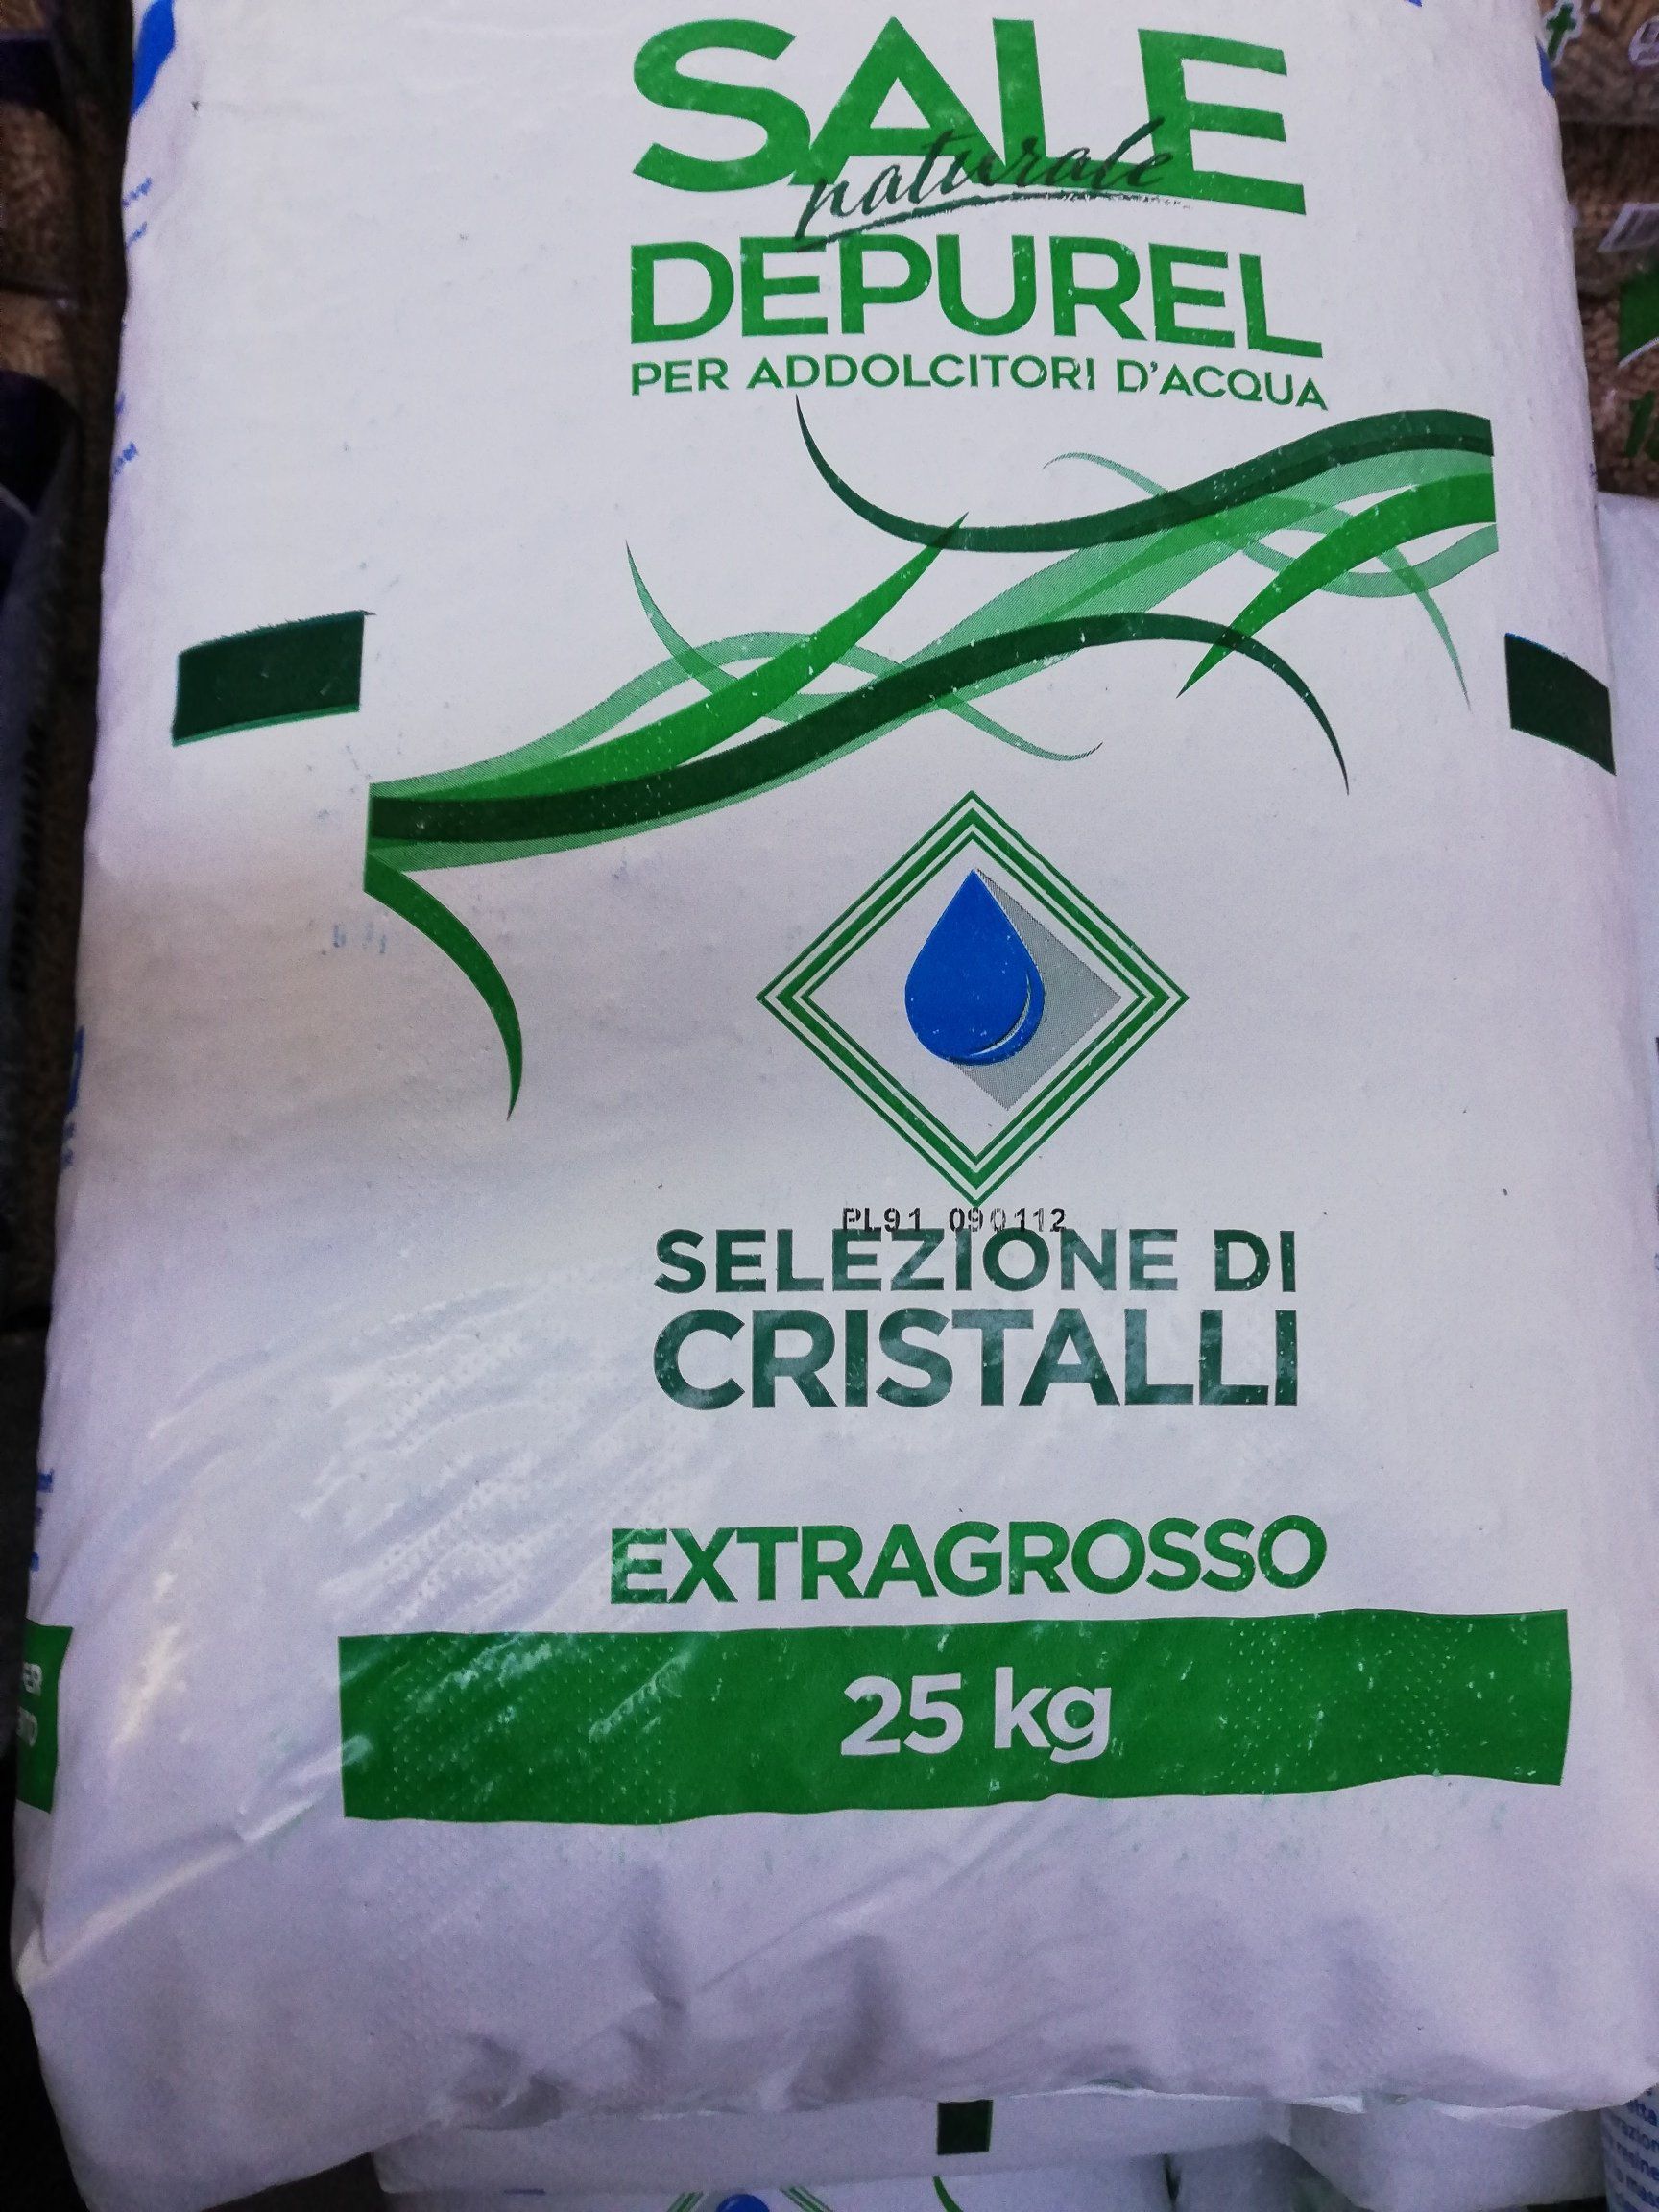 SALE
naturale
DEPUREL
PER ADDOLCITORI D'ACQUA
PL91 090112
SELEZIONE DI
CRISTALLI
EXTRAGROSSO
25 kg